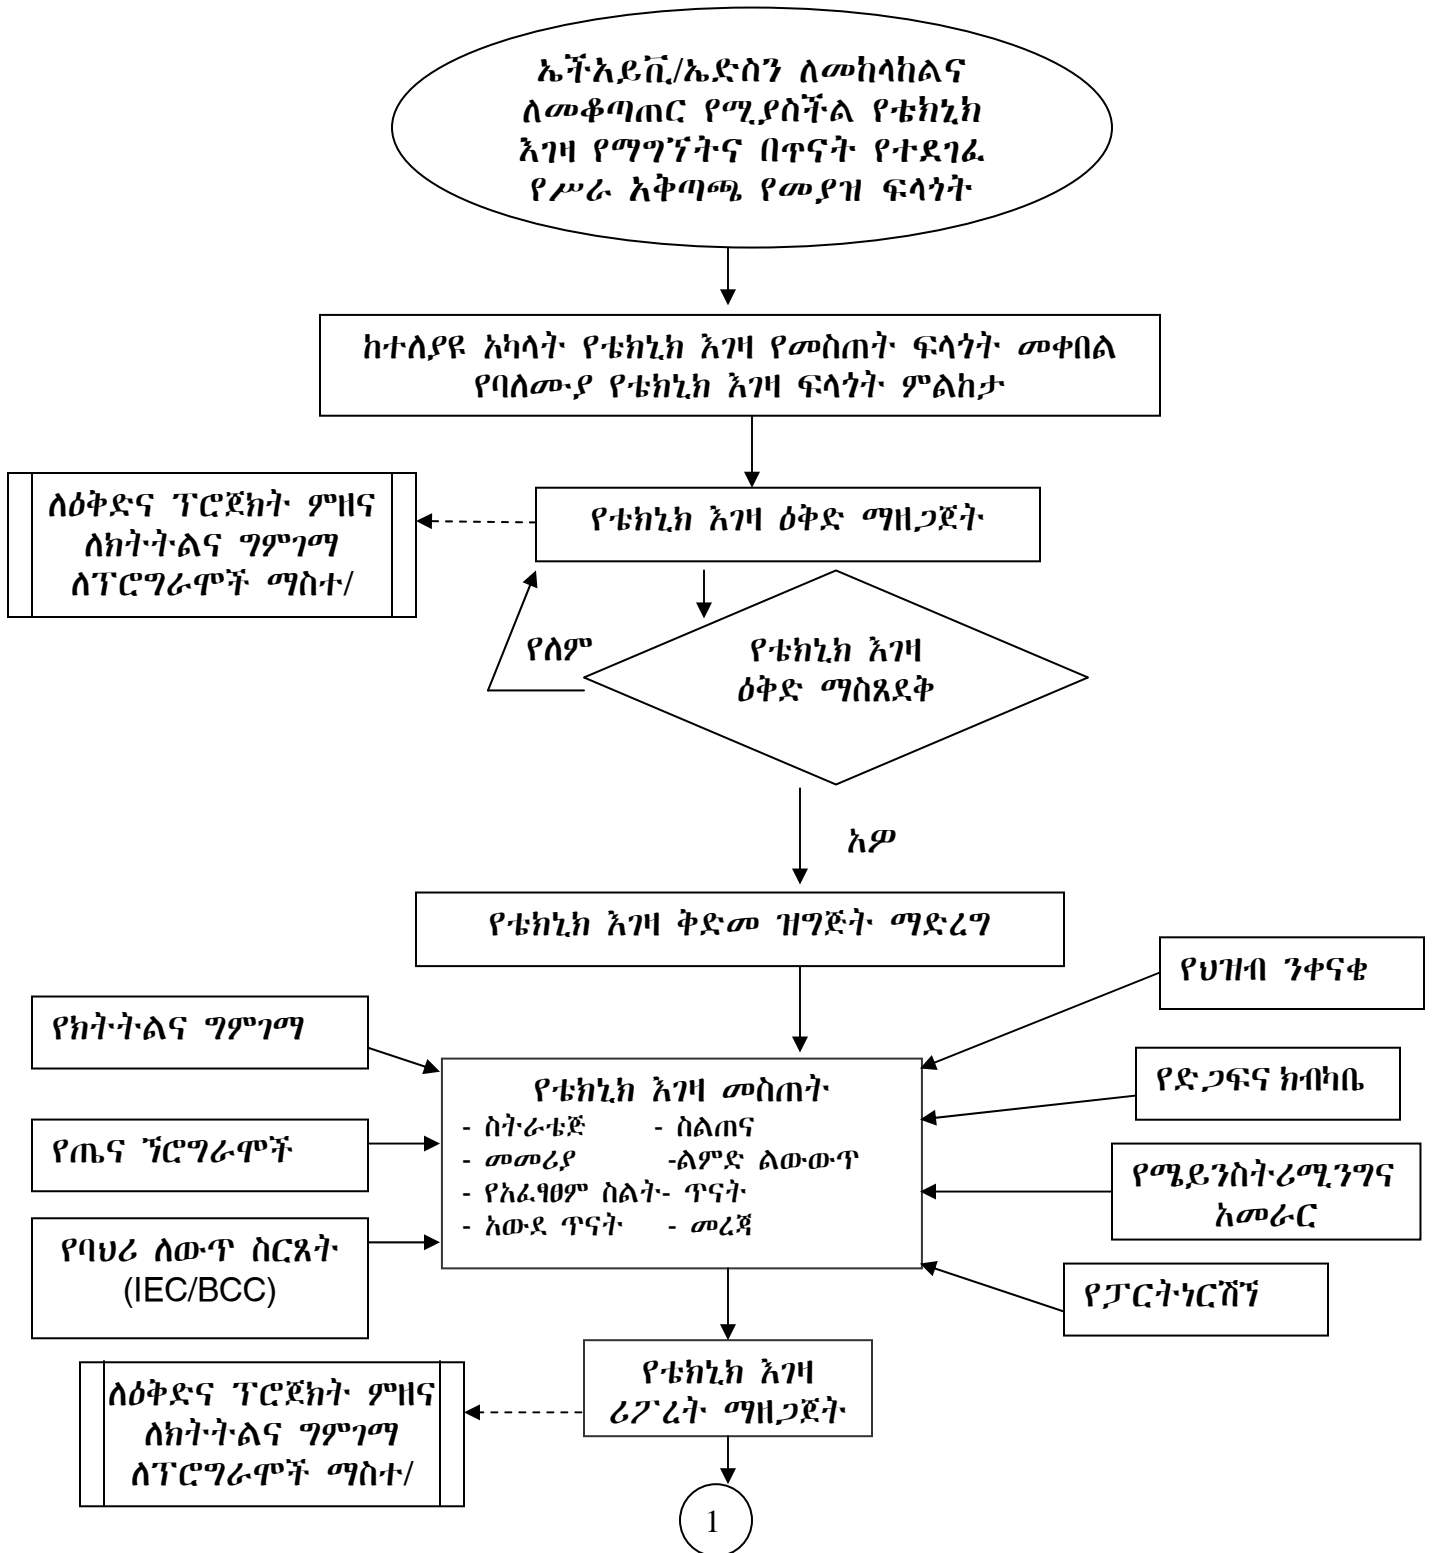 ኤችአይቪ/ኤድስን ለመከላከልና
ለመቆጣጠር የሚያስችል የቴክኒክ
እገዛ የማግኘትና በጥናት የተደገፈ
የሥራ አቅጣጫ የመያዝ ፍላጎት
ከተለያዩ አካላት የቴክኒክ እገዛ የመስጠት ፍላጎት መቀበል
የባለሙያ የቴክኒክ እገዛ ፍላጎት ምልከታ
ለዕቅድና ፕሮጀክት ምዘና
ለክትትልና ግምገማ
ለፕሮግራሞች ማስተ/
የቴክኒክ እገዛ ዕቅድ ማዘጋጀት
የለም
የቴክኒክ እገዛ
ዕቅድ ማስጸደቅ
አዎ
የቴክኒክ እገዛ ቅድመ ዝግጅት ማድረግ
የክትትልና ግምገማ
የጤና ኘሮግራሞች
የባህሪ ለውጥ ስርጸት
(IEC/BCC)
የቴክኒክ እገዛ መስጠት
- ስትራቴጅ - ስልጠና
- መመሪያ -ልምድ ልውውጥ
- የአፈፃፀም ስልት- ጥናት
- አውደ ጥናት - መረጃ
የህዝብ ንቀናቄ
የድጋፍና ክብካቤ
የሜይንስትሪሚንግና
አመራር
የፓርትነርሽኘ
የቴክኒክ እገዛ
ሪፖረት ማዘጋጀት
ለዕቅድና ፕሮጀክት ምዘና
ለክትትልና ግምገማ
ለፕሮግራሞች ማስተ/
1